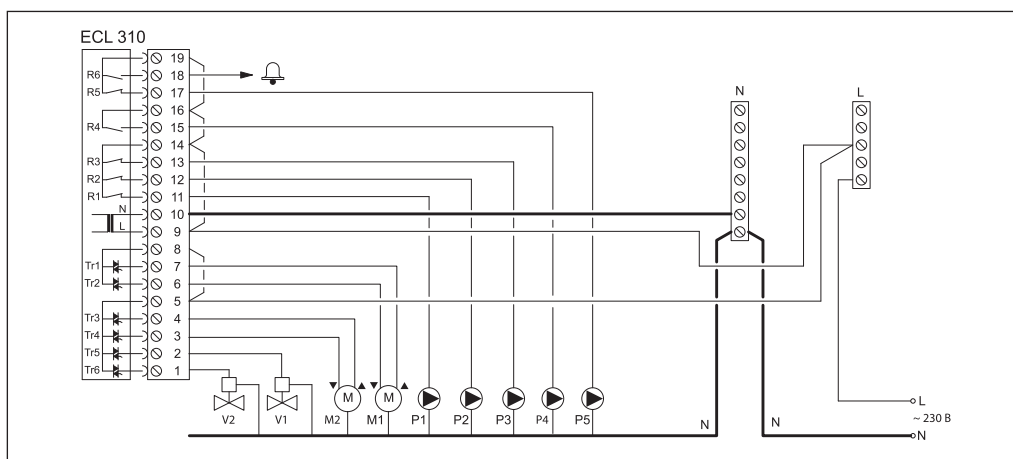 ECL 310
19
R6 18
R5 17
16
R4 15
14
R3 13
R2 12
R1 11
N 10
L 9
8
Tr1 7
Tr2 6
5
Tr3 4
Tr4 3
Tr5 2
Tr6 1
N
L
M M
V2 V1 M2 M1 P1 P2 P3 P4 P5
N N
L
~ 230 В
N